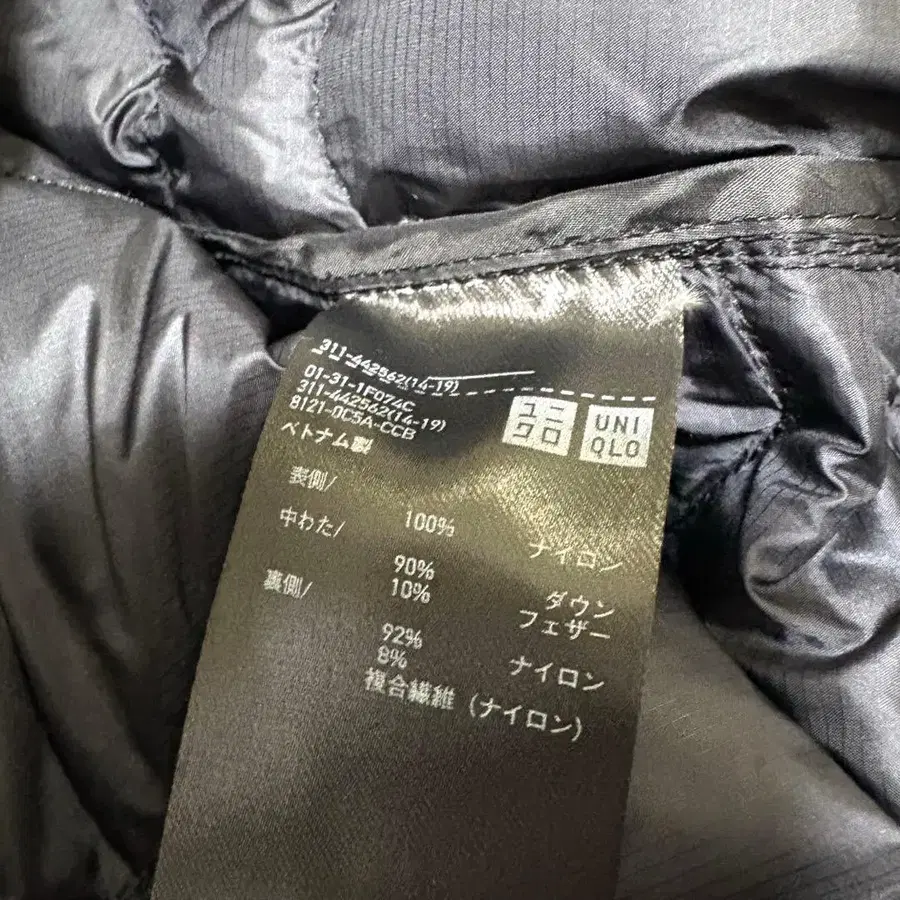 311-442562(14-19)
01-31-1F074C
311-442562(14-19)
8121-0C5A-CCB
ベトナム製
ユニ
クロ
UNI
QLO
表側/
100% ナイロン
中わた/
90% ダウン
10% フェザー
裏側/
92% ナイロン
8%
複合繊維 (ナイロン)